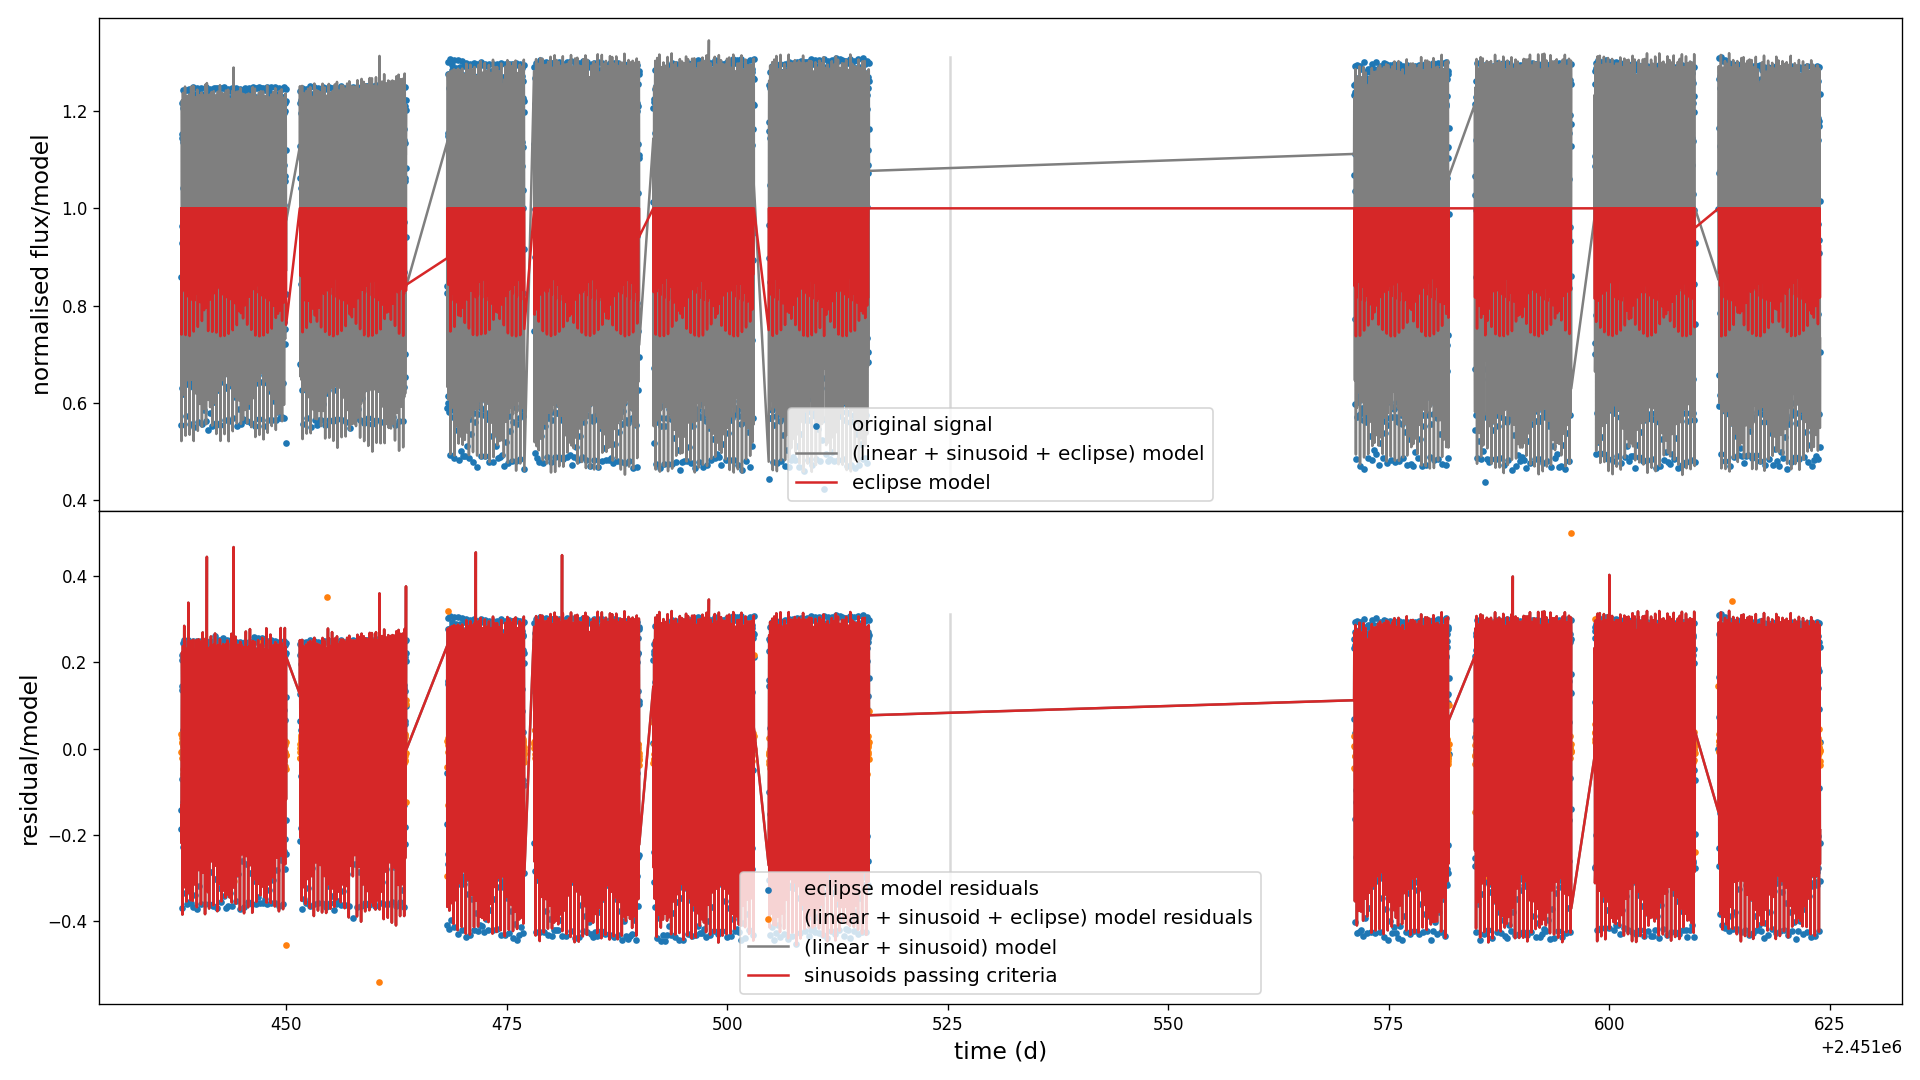 normalised flux/model
1.2
1.0
0.8
0.6
0.4
original signal
(linear + sinusoid + eclipse) model
eclipse model
residual/model
0.4
0.2
0.0
−0.2
−0.4
eclipse model residuals
(linear + sinusoid + eclipse) model residuals
(linear + sinusoid) model
sinusoids passing criteria
450 475 500 525 550 575 600 625
+2.451e6
time (d)